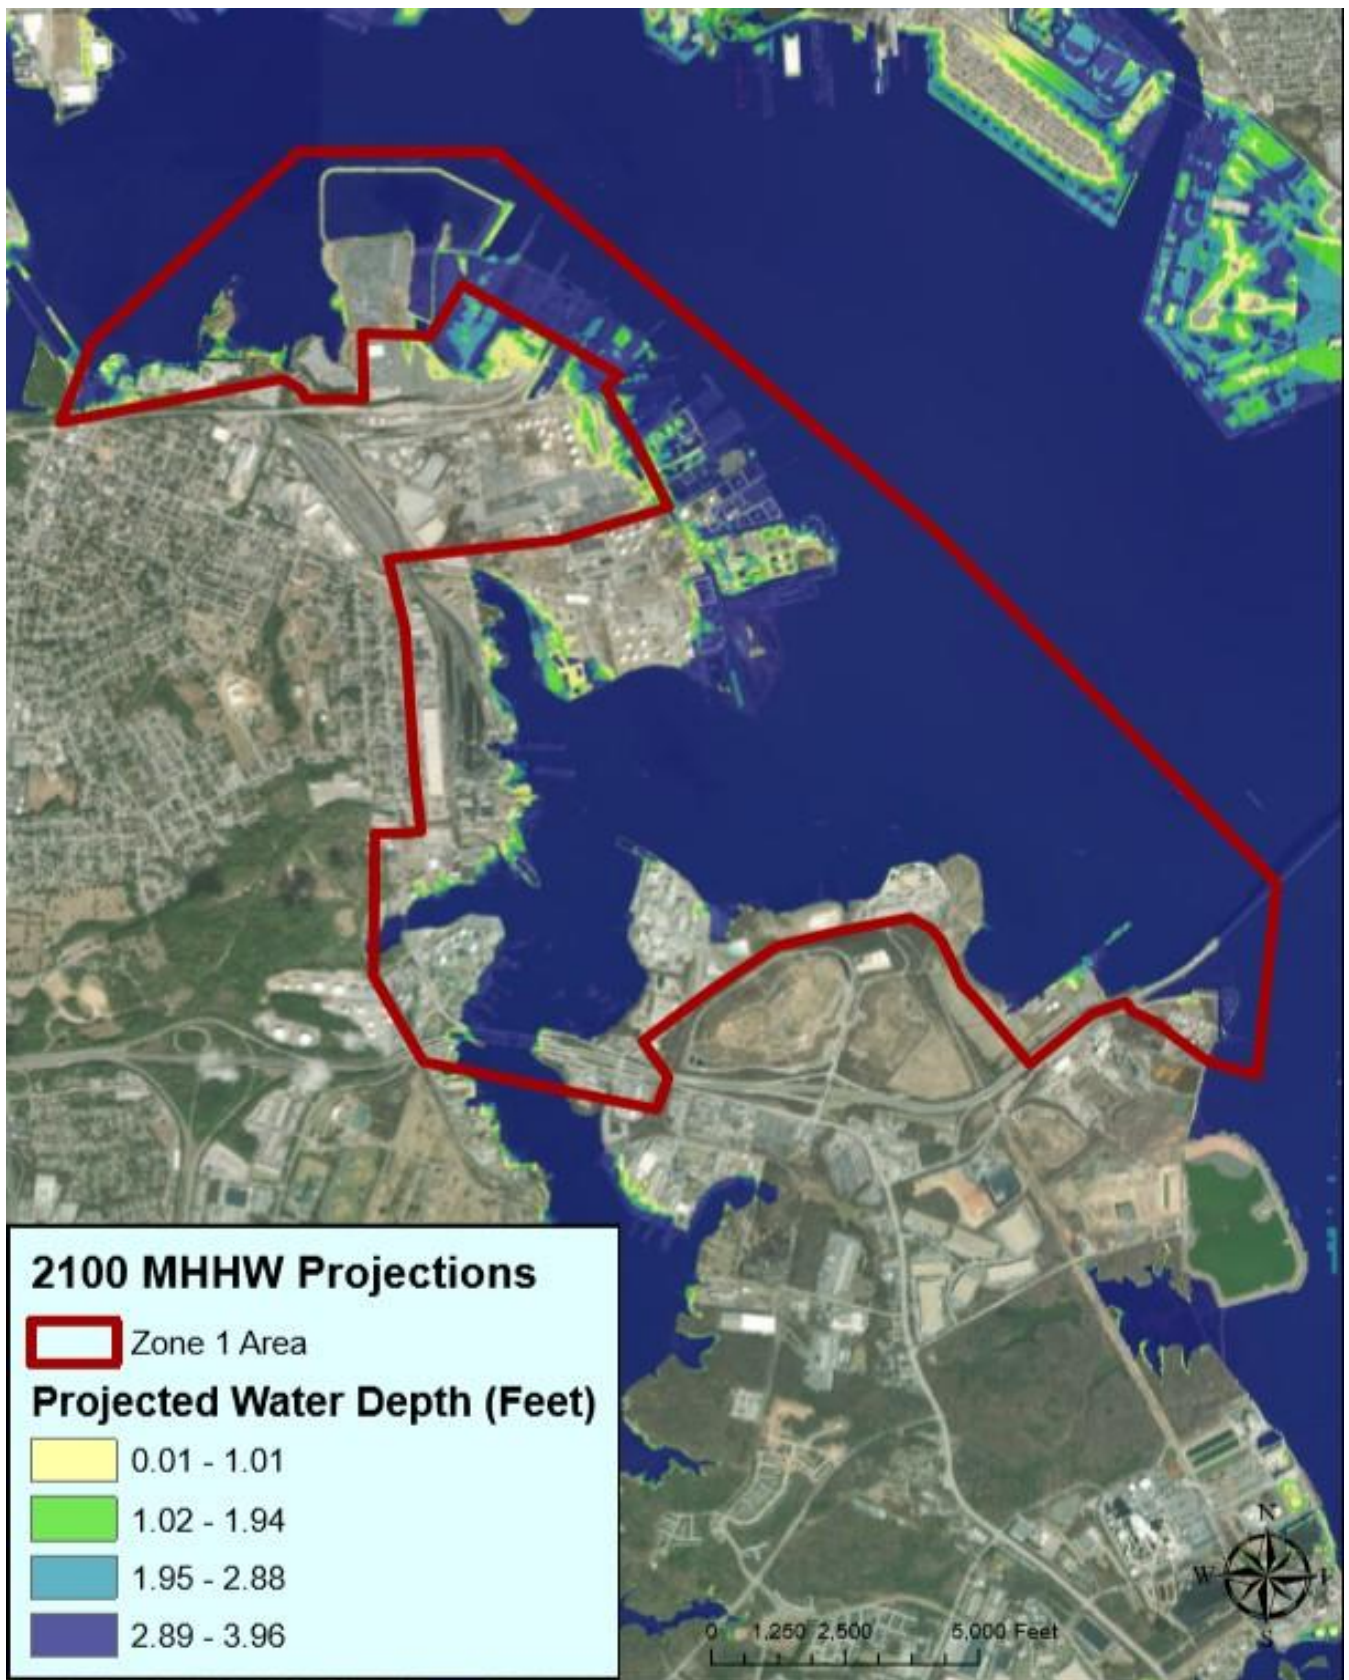 2100 MHHW Projections
Zone 1 Area
Projected Water Depth (Feet)
0.01 - 1.01
1.02 - 1.94
1.95 - 2.88
2.89 - 3.96
N
W E
S
0 1,250 2,500 5,000 Feet